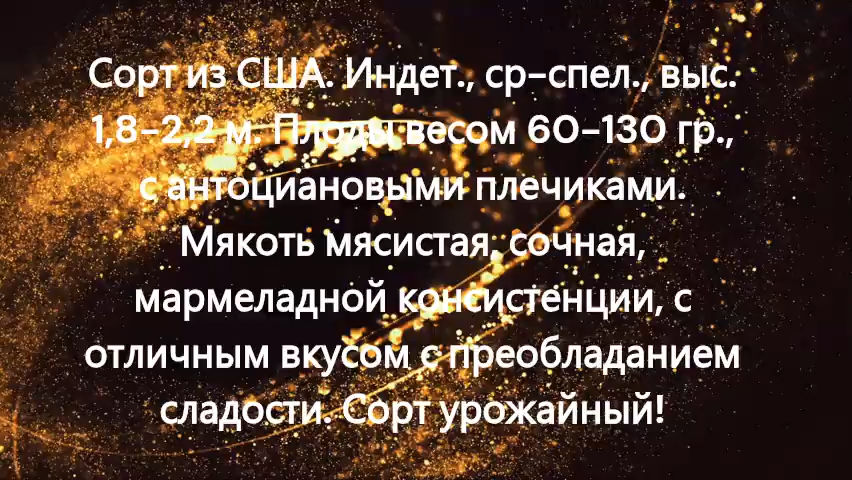 Сорт из США. Индет., ср-спел., выс.
1,8-2,2 м. Плоды весом 60-130 гр.,
с антоциановыми плечиками.
Мякоть мясистая, сочная,
мармеладной консистенции, с
отличным вкусом с преобладанием
сладости. Сорт урожайный!